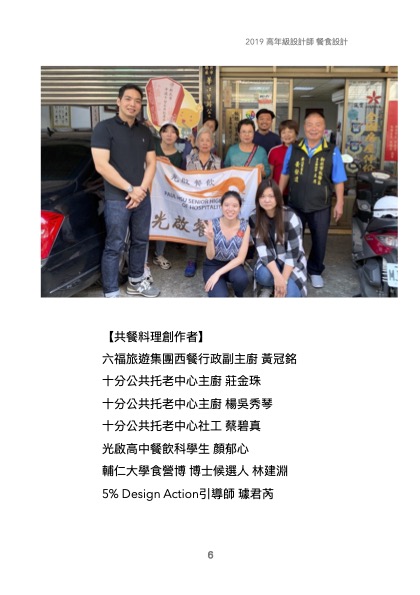 2019 高年級設計師 餐食設計
光啟餐飲
光啟餐
【共餐料理創作者】
六福旅遊集團西餐行政副主廚 黃冠銘
十分公共托老中心主廚 莊金珠
十分公共托老中心主廚 楊吳秀琴
十分公共托老中心社工 蔡碧真
光啟高中餐飲科學生 顏郁心
輔仁大學食營博 博士候選人 林建淵
5% Design Action引導師 璩君芮
6